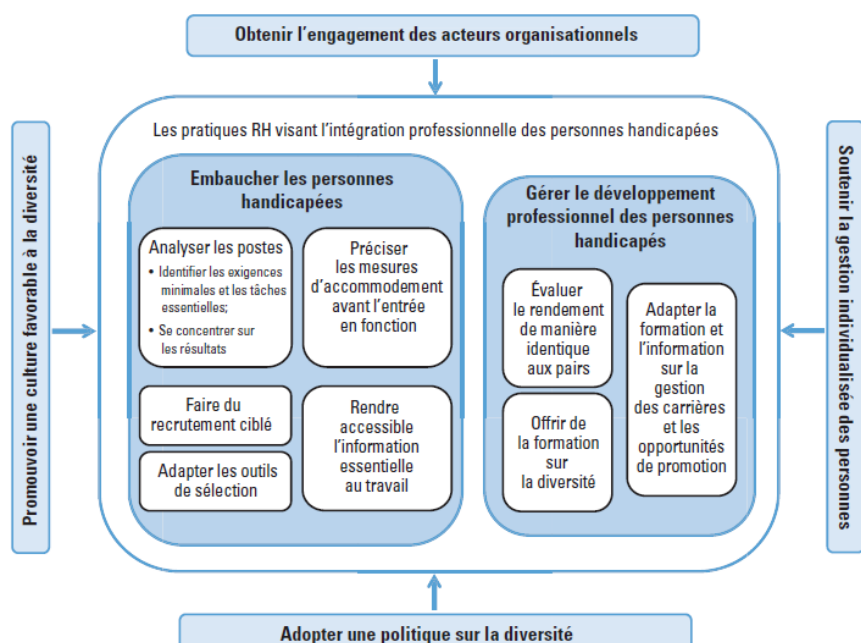 Obtenir l'engagement des acteurs organisationnels
Promouvoir une culture favorable à la diversité
Les pratiques RH visant l'intégration professionnelle des personnes handicapées
Embaucher les personnes
handicapées
Analyser les postes
• Identifier les exigences
minimales et les tâches
essentielles;
• Se concentrer sur
les résultats
Préciser
les mesures
d'accommodement
avant l'entrée
en fonction
Faire du
recrutement ciblé
Adapter les outils
de sélection
Rendre
accessible
l'information
essentielle
au travail
Gérer le développement
professionnel des personnes
handicapés
Évaluer
le rendement
de manière
identique
aux pairs
Offrir de
la formation
sur
la diversité
Adapter la
formation et
l'information
sur la
gestion
des carrières
et les
opportunités
de promotion
Soutenir la gestion individualisée des personnes
Adopter une politique sur la diversité